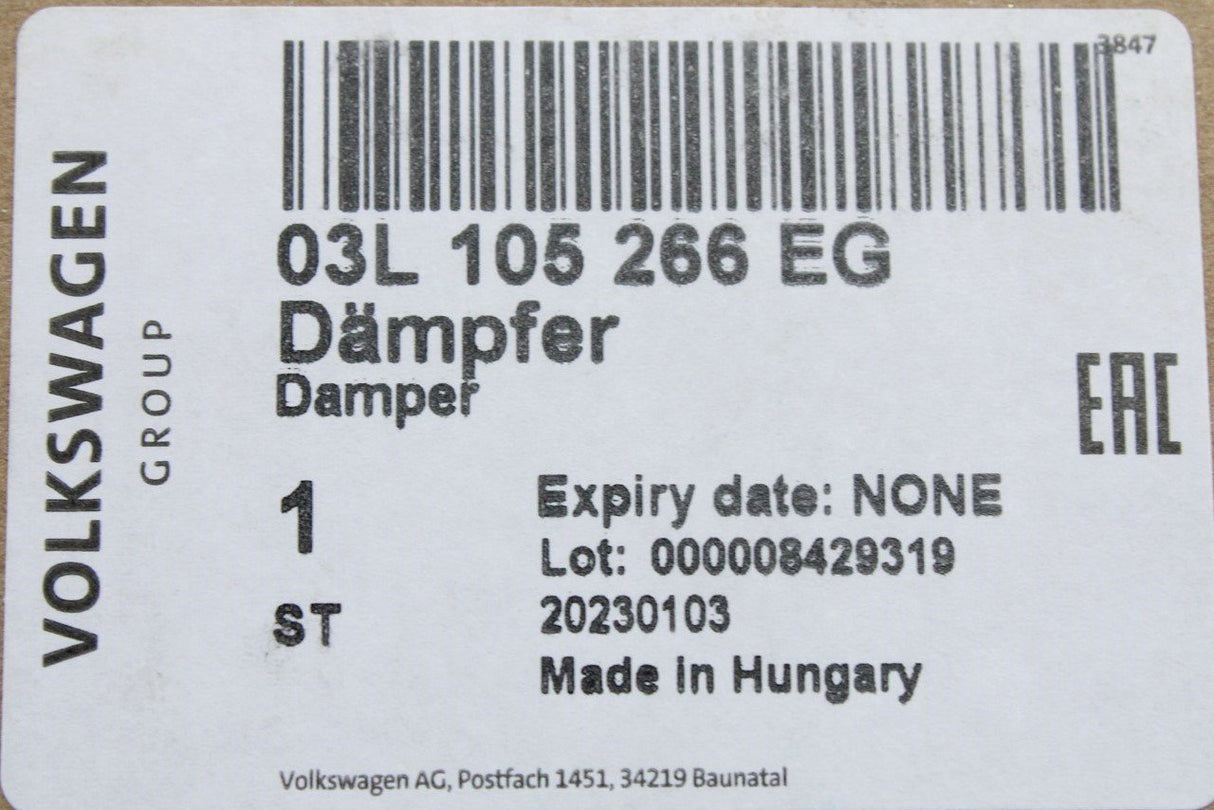 VOLKSWAGEN
GROUP
3847
03L 105 266 EG
Dämpfer
Damper
EAC
1
ST
Expiry date: NONE
Lot: 000008429319
20230103
Made in Hungary
Volkswagen AG, Postfach 1451, 34219 Baunatal